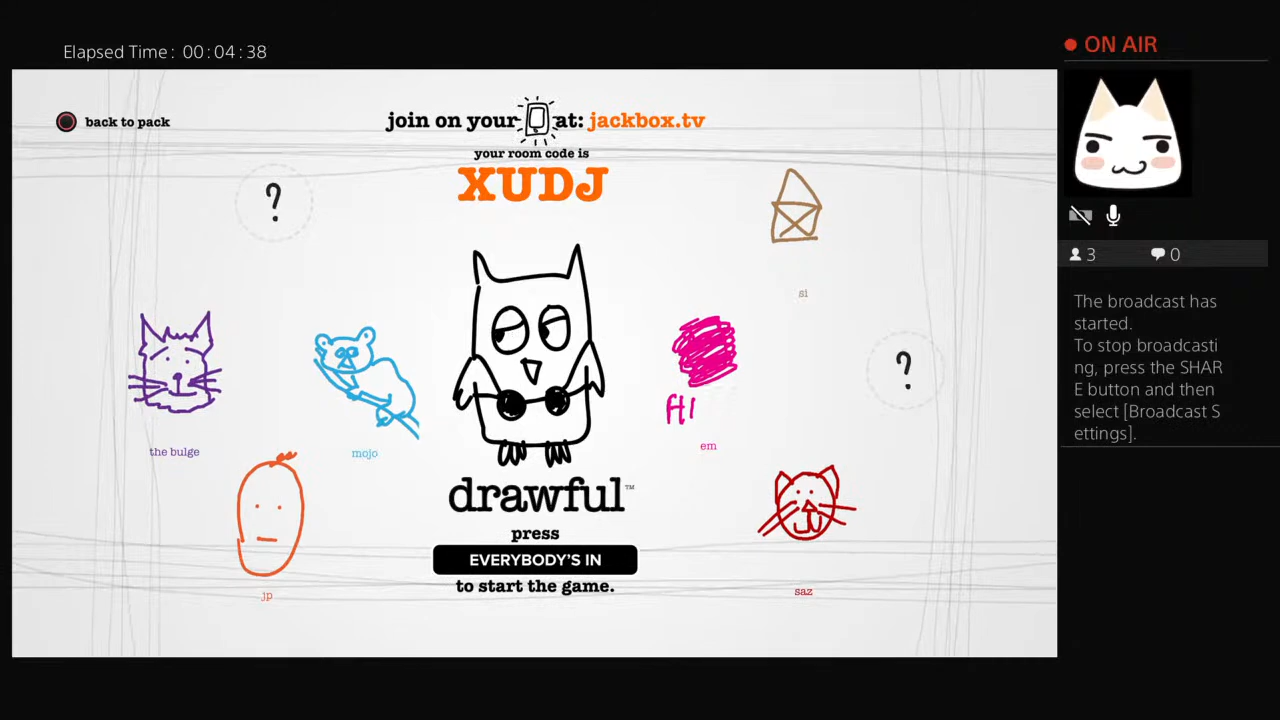 Elapsed Time: 00:04:38
ON AIR
back to pack
join on your at: jackbox.tv
your room code is
XUDJ
?
si
3 0
The broadcast has
started.
To stop broadcasti
ng, press the SHAR
E button and then
select [Broadcast S
ettings].
?
the bulge
mojo
em
drawful™
press
EVERYBODY'S IN
to start the game.
jp
saz